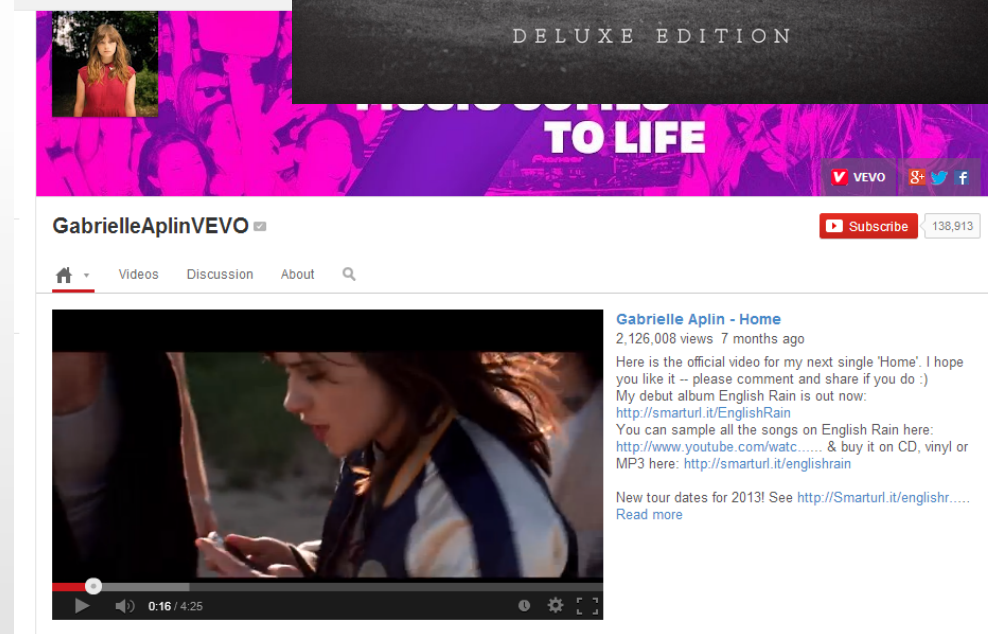 DELUXE EDITION
MUSIC COMES
TO LIFE
Pioneer
VEVO
GabrielleAplinVEVO
Subscribe 138,913
Videos Discussion About
Gabrielle Aplin - Home
2,126,008 views 7 months ago
Here is the official video for my next single 'Home'. I hope
you like it -- please comment and share if you do :)
My debut album English Rain is out now:
http://smarturl.it/EnglishRain
You can sample all the songs on English Rain here:
http://www.youtube.com/watc...... & buy it on CD, vinyl or
MP3 here: http://smarturl.it/englishrain
New tour dates for 2013! See http://Smarturl.it/englishr.....
Read more
0:16 / 4:25